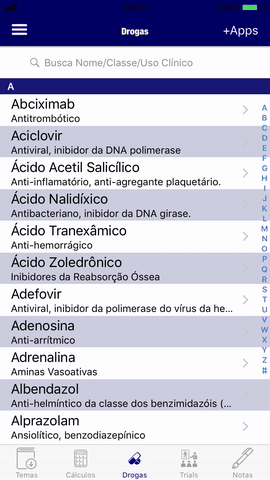 Drogas
+Apps
Busca Nome/Classe/Uso Clínico
A
Abciximab
Antitrombótico
Aciclovir
Antiviral, inibidor da DNA polimerase
Ácido Acetil Salicílico
Anti-inflamatório, anti-agregante plaquetário.
Ácido Nalidíxico
Antibacteriano, inibidor da DNA girase.
Ácido Tranexâmico
Anti-hemorrágico
Ácido Zoledrônico
Inibidores da Reabsorção Óssea
Adefovir
Antiviral, inibidor da polimerase do vírus da he...
Adenosina
Anti-arrítmico
Adrenalina
Aminas Vasoativas
Albendazol
Anti-helmíntico da classe dos benzimidazóis (...
Alprazolam
Ansiolítico, benzodiazepínico
A
B
C
D
E
F
G
H
I
J
K
L
M
N
O
P
Q
R
S
T
U
V
W
X
Y
Z
#
Temas
Cálculos
Drogas
Trials
Notas